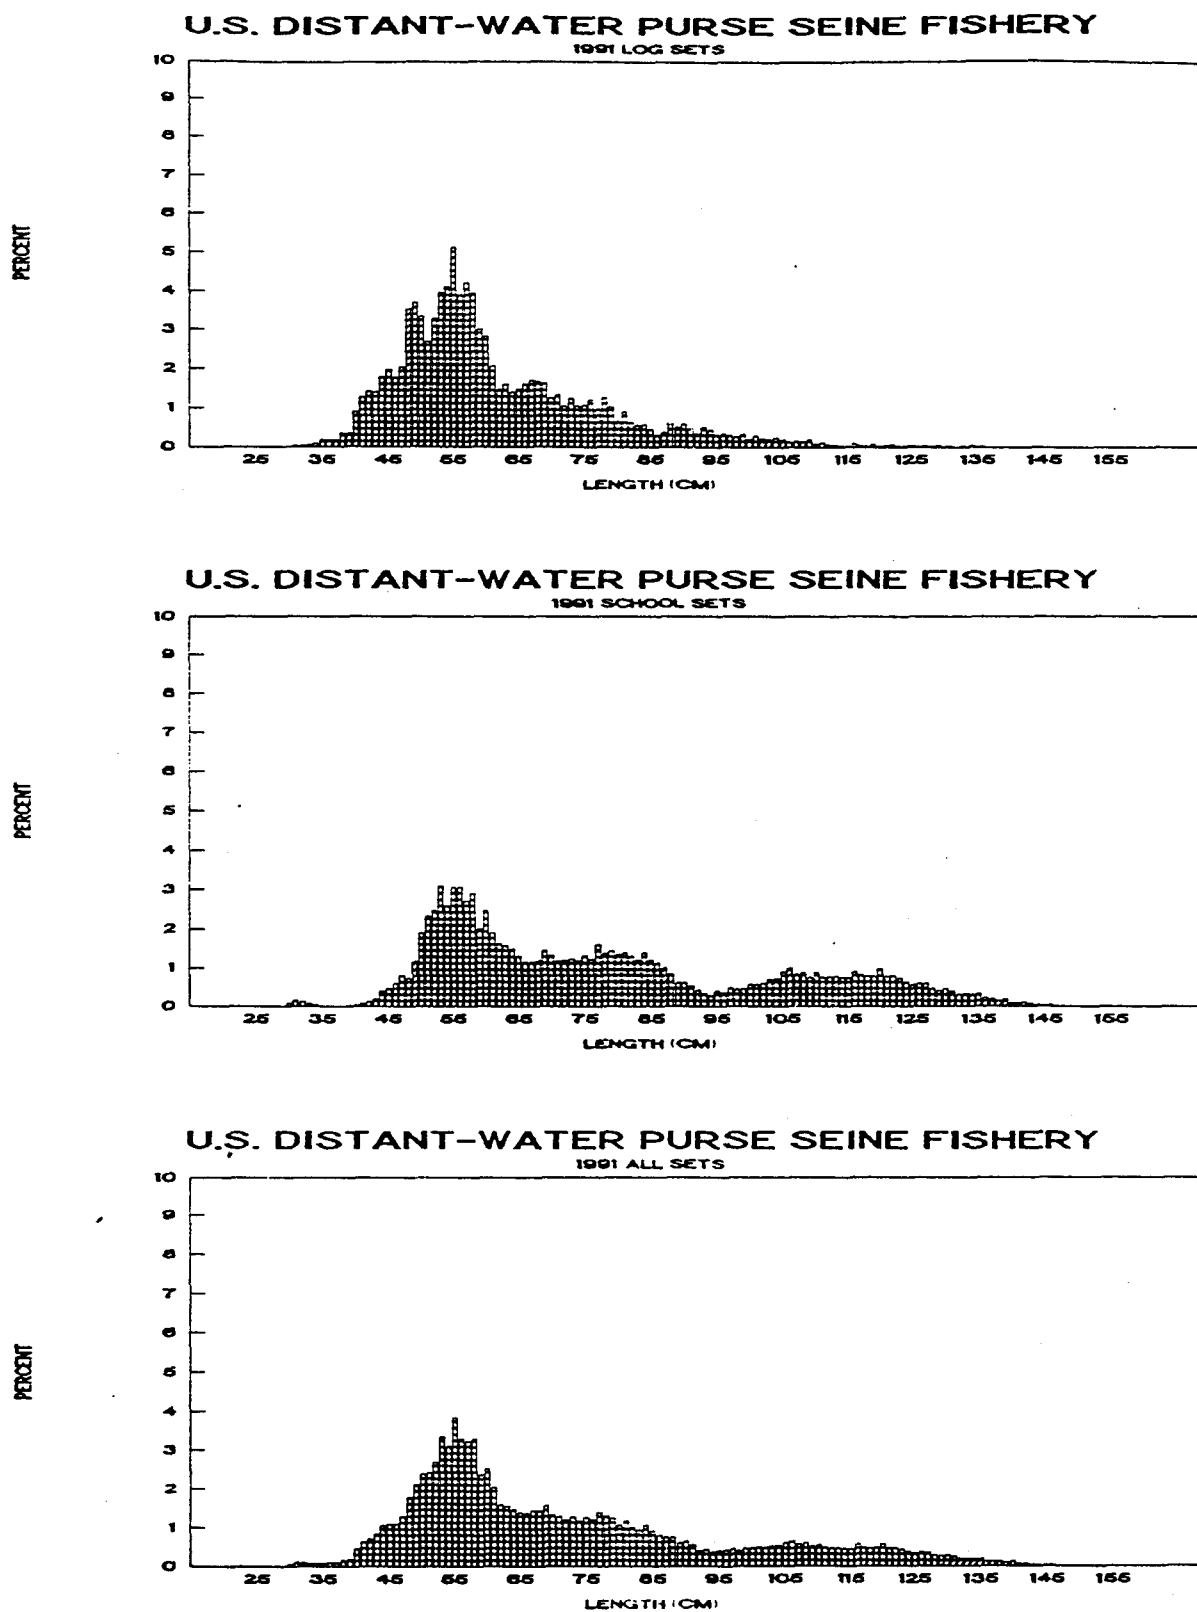 U.S. DISTANT-WATER PURSE SEINE FISHERY
1991 LOG SETS
10
9
8
7
6
5
4
3
2
1
0
PERCENT
25 35 45 55 65 75 85 95 105 115 125 135 145 155
LENGTH (CM)
U.S. DISTANT-WATER PURSE SEINE FISHERY
1991 SCHOOL SETS
10
9
8
7
6
5
4
3
2
1
0
PERCENT
25 35 45 55 65 75 85 95 105 115 125 135 145 155
LENGTH (CM)
U.S. DISTANT-WATER PURSE SEINE FISHERY
1991 ALL SETS
10
9
8
7
6
5
4
3
2
1
0
PERCENT
25 35 45 55 65 75 85 95 105 115 125 135 145 155
LENGTH (CM)